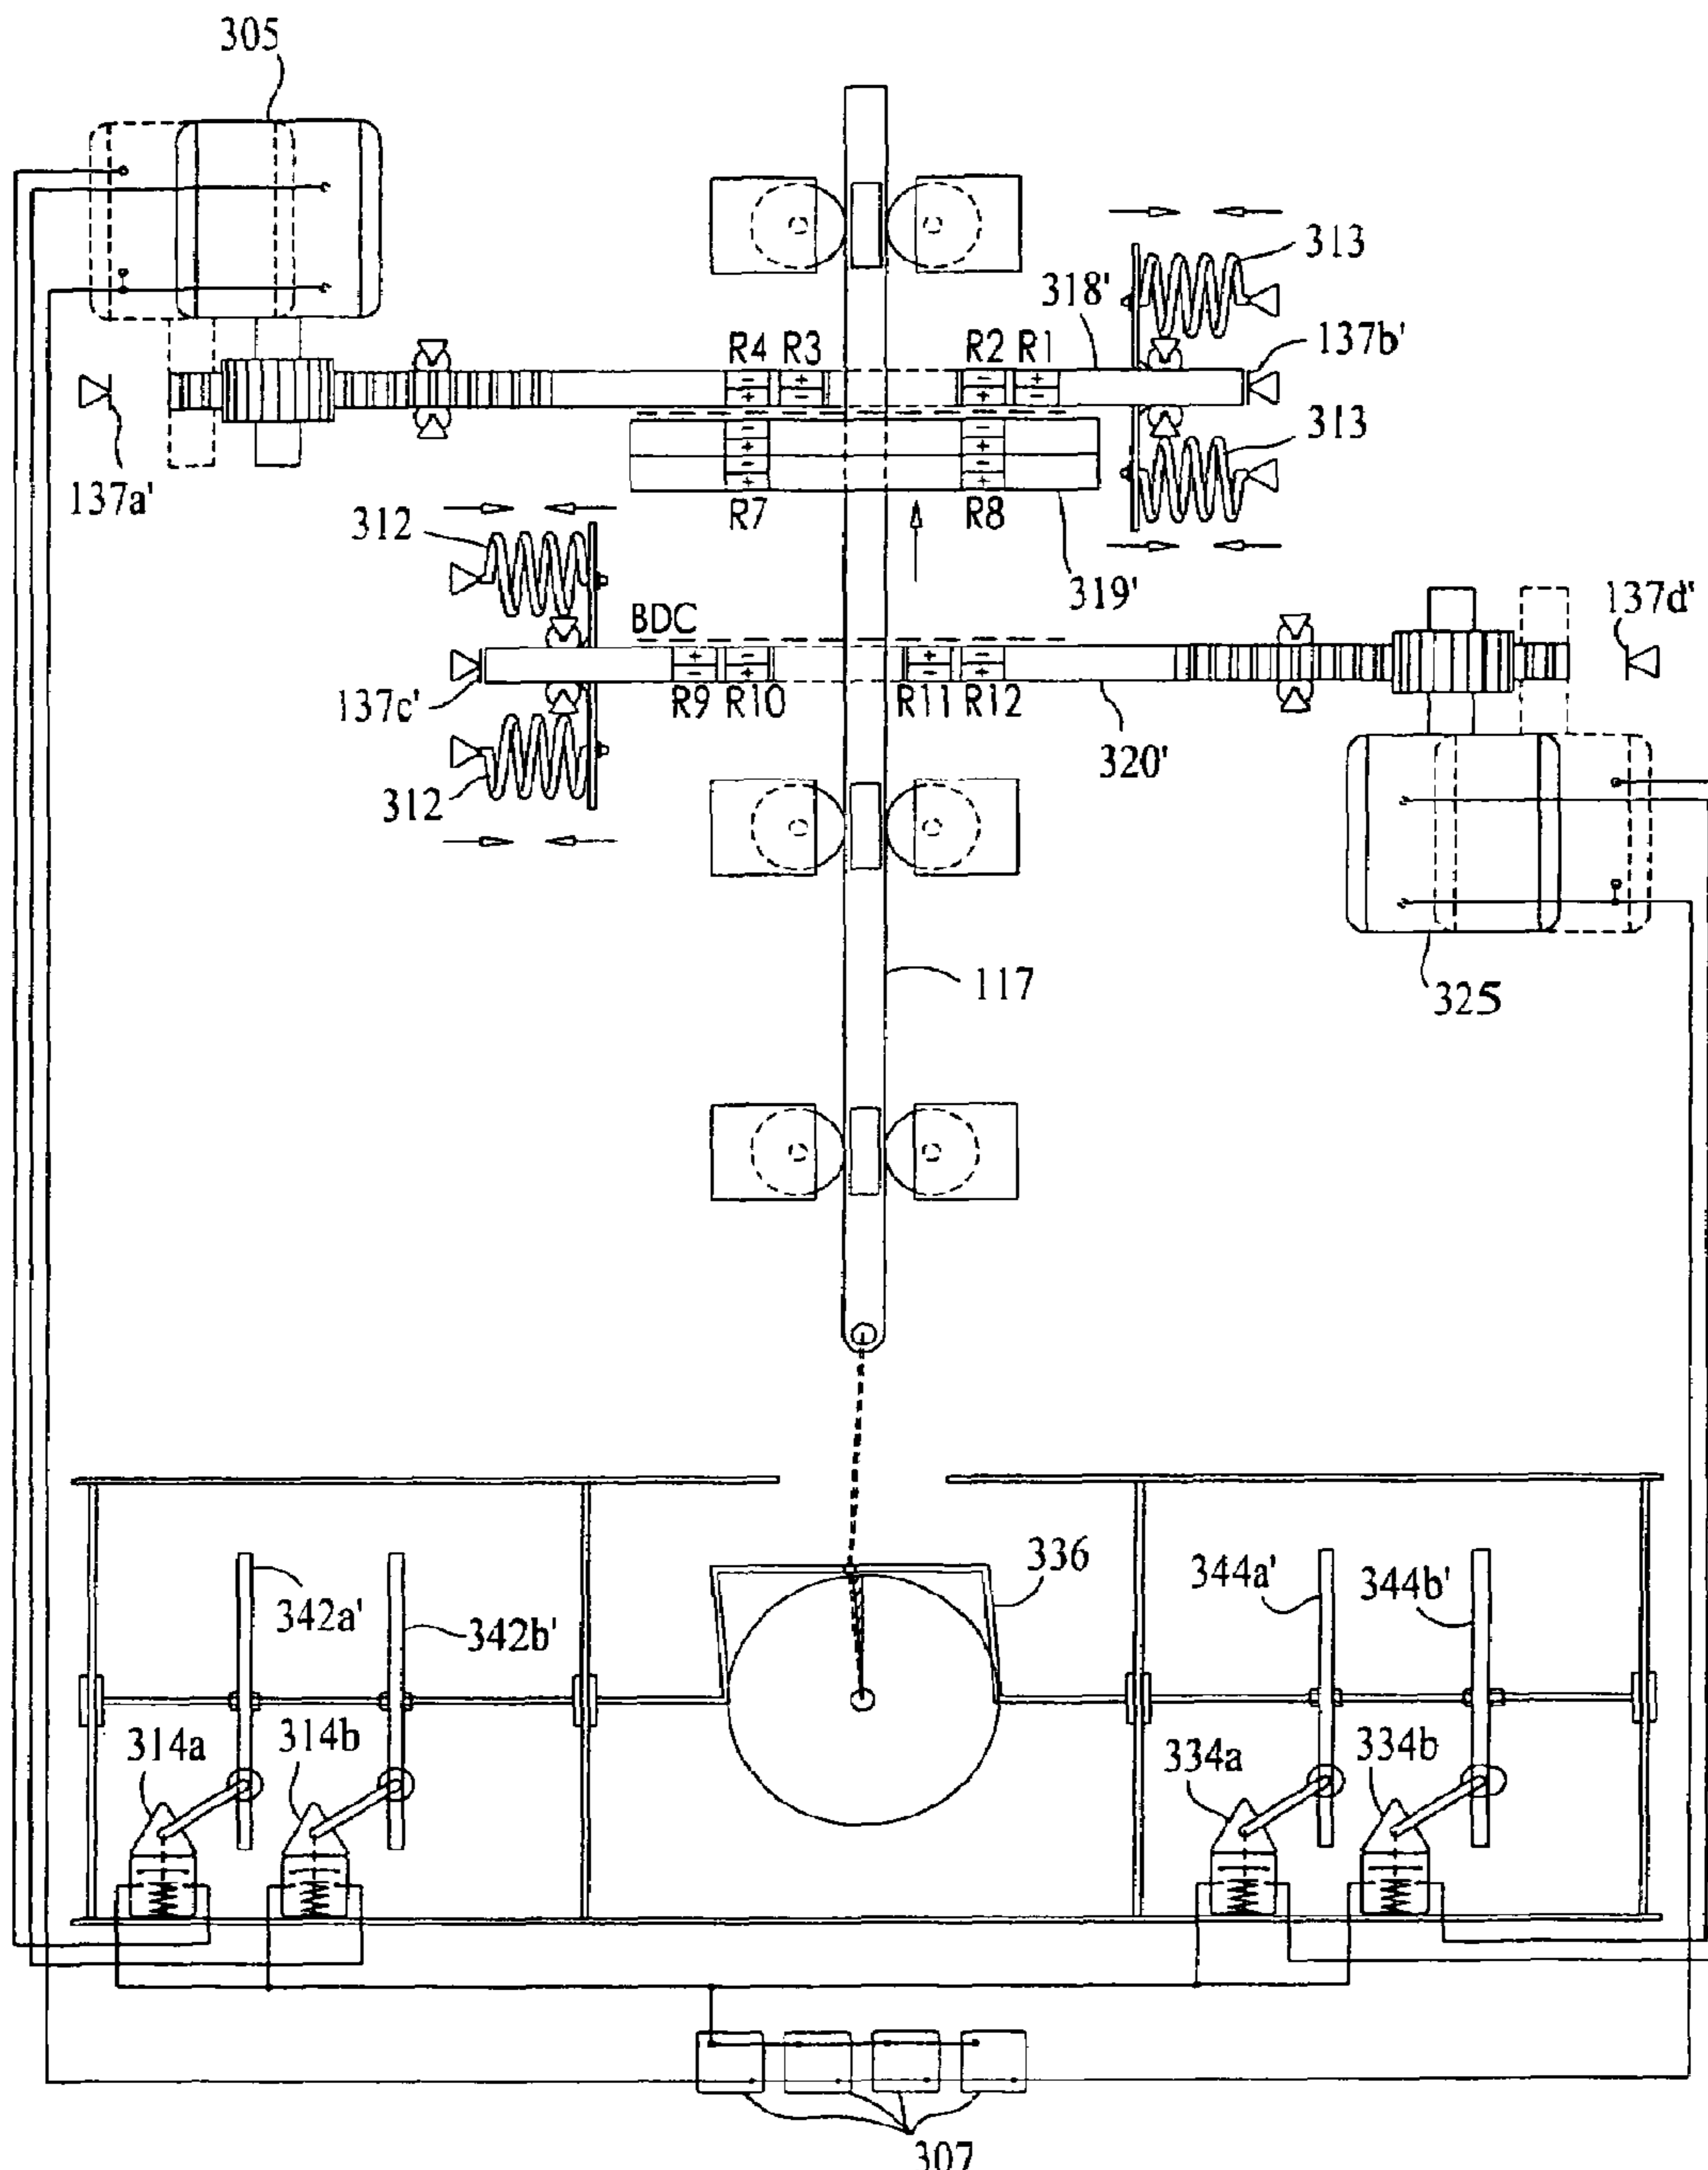 305
313
318'
137b'
R4 R3 R2 R1
- + - +
+ - + -
313
137a'
- -
+ +
- -
+ +
R7 R8
312
319'
137d'
BDC
+ - + -
- + - +
137c'
R9 R10 R11 R12
320'
312
117
325
336
342a'
342b'
344a'
344b'
314a
314b
334a
334b
307